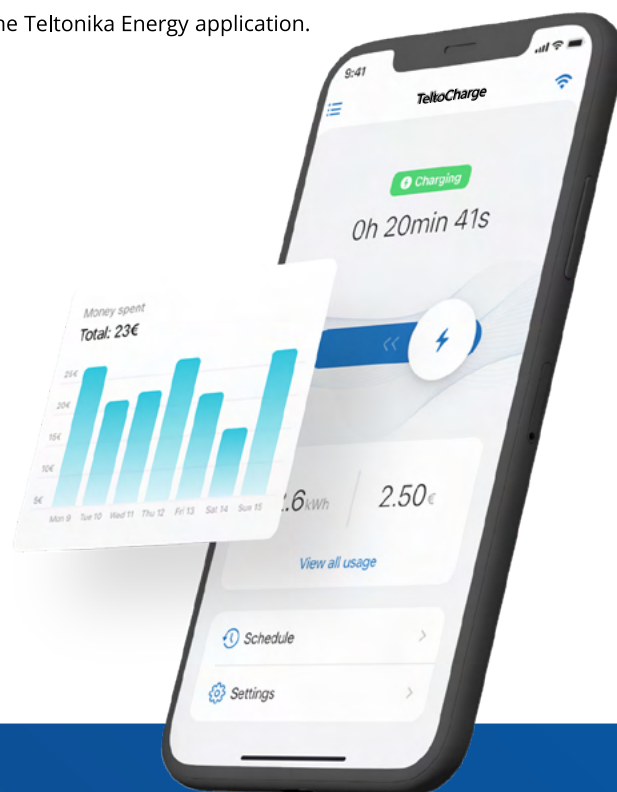 he Teltonika Energy application.
9:41
TeltoCharge
Charging
0h 20min 41s
Money spent
Total: 23€
25€
20€
15€
10€
5€
Mon 9 Tue 10 Wed 11 Thu 12 Fri 13 Sat 14 Sun 15
.6 kWh 2.50 €
View all usage
Schedule
Settings